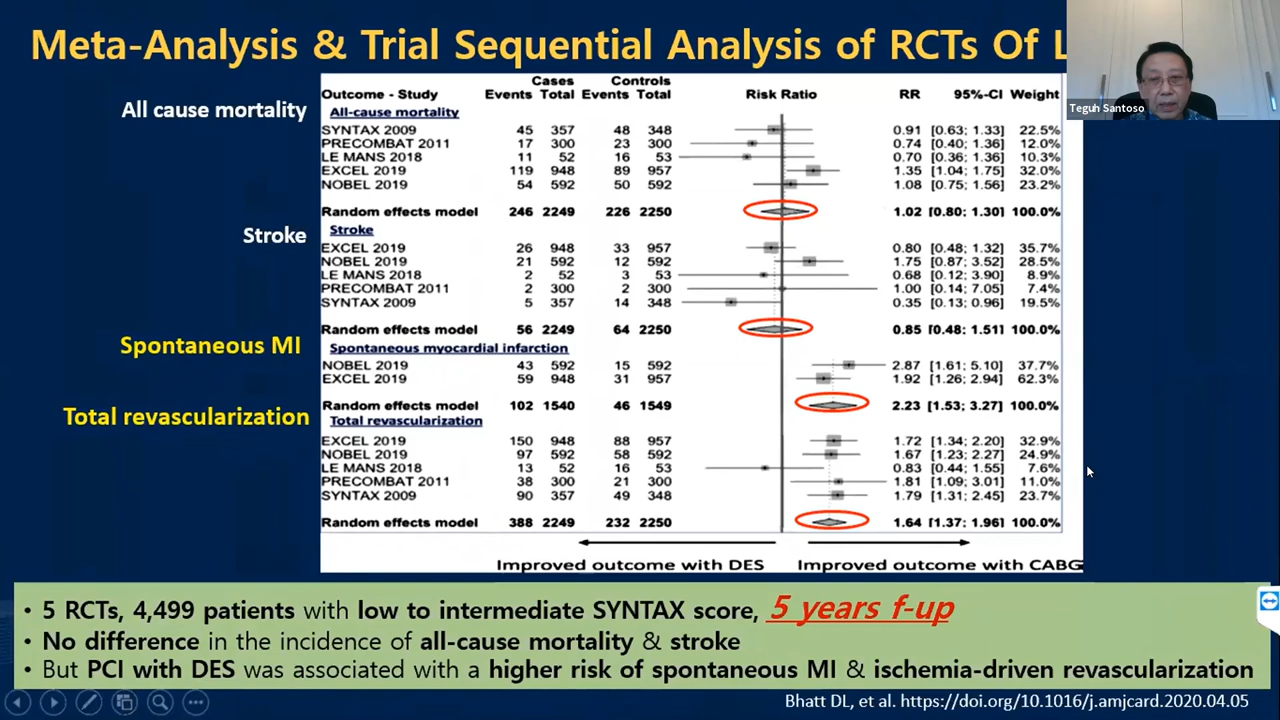 Meta-Analysis & Trial Sequential Analysis of RCTs Of L
Teguh Santoso
All cause mortality
Stroke
Spontaneous MI
Total revascularization
Cases Controls
Outcome - Study Events Total Events Total Risk Ratio RR 95%-CI Weight
All-cause mortality
SYNTAX 2009 45 357 48 348 0.91 [0.63; 1.33] 22.5%
PRECOMBAT 2011 17 300 23 300 0.74 [0.40; 1.36] 12.0%
LE MANS 2018 11 52 16 53 0.70 [0.36; 1.36] 10.3%
EXCEL 2019 119 948 89 957 1.35 [1.04; 1.75] 32.0%
NOBEL 2019 54 592 50 592 1.08 [0.75; 1.56] 23.2%
Random effects model 246 2249 226 2250 1.02 [0.80; 1.30] 100.0%
Stroke
EXCEL 2019 26 948 33 957 0.80 [0.48; 1.32] 35.7%
NOBEL 2019 21 592 12 592 1.75 [0.87; 3.52] 28.5%
LE MANS 2018 2 52 3 53 0.68 [0.12; 3.90] 8.9%
PRECOMBAT 2011 2 300 2 300 1.00 [0.14; 7.05] 7.4%
SYNTAX 2009 5 357 14 348 0.35 [0.13; 0.96] 19.5%
Random effects model 56 2249 64 2250 0.85 [0.48; 1.51] 100.0%
Spontaneous myocardial infarction
NOBEL 2019 43 592 15 592 2.87 [1.61; 5.10] 37.7%
EXCEL 2019 59 948 31 957 1.92 [1.26; 2.94] 62.3%
Random effects model 102 1540 46 1549 2.23 [1.53; 3.27] 100.0%
Total revascularization
EXCEL 2019 150 948 88 957 1.72 [1.34; 2.20] 32.9%
NOBEL 2019 97 592 58 592 1.67 [1.23; 2.27] 24.9%
LE MANS 2018 13 52 16 53 0.83 [0.44; 1.55] 7.6%
PRECOMBAT 2011 38 300 21 300 1.81 [1.09; 3.01] 11.0%
SYNTAX 2009 90 357 49 348 1.79 [1.31; 2.45] 23.7%
Random effects model 388 2249 232 2250 1.64 [1.37; 1.96] 100.0%
Improved outcome with DES Improved outcome with CABG
• 5 RCTs, 4,499 patients with low to intermediate SYNTAX score, 5 years f-up
• No difference in the incidence of all-cause mortality & stroke
• But PCI with DES was associated with a higher risk of spontaneous MI & ischemia-driven revascularization
Bhatt DL, et al. https://doi.org/10.1016/j.amjcard.2020.04.05